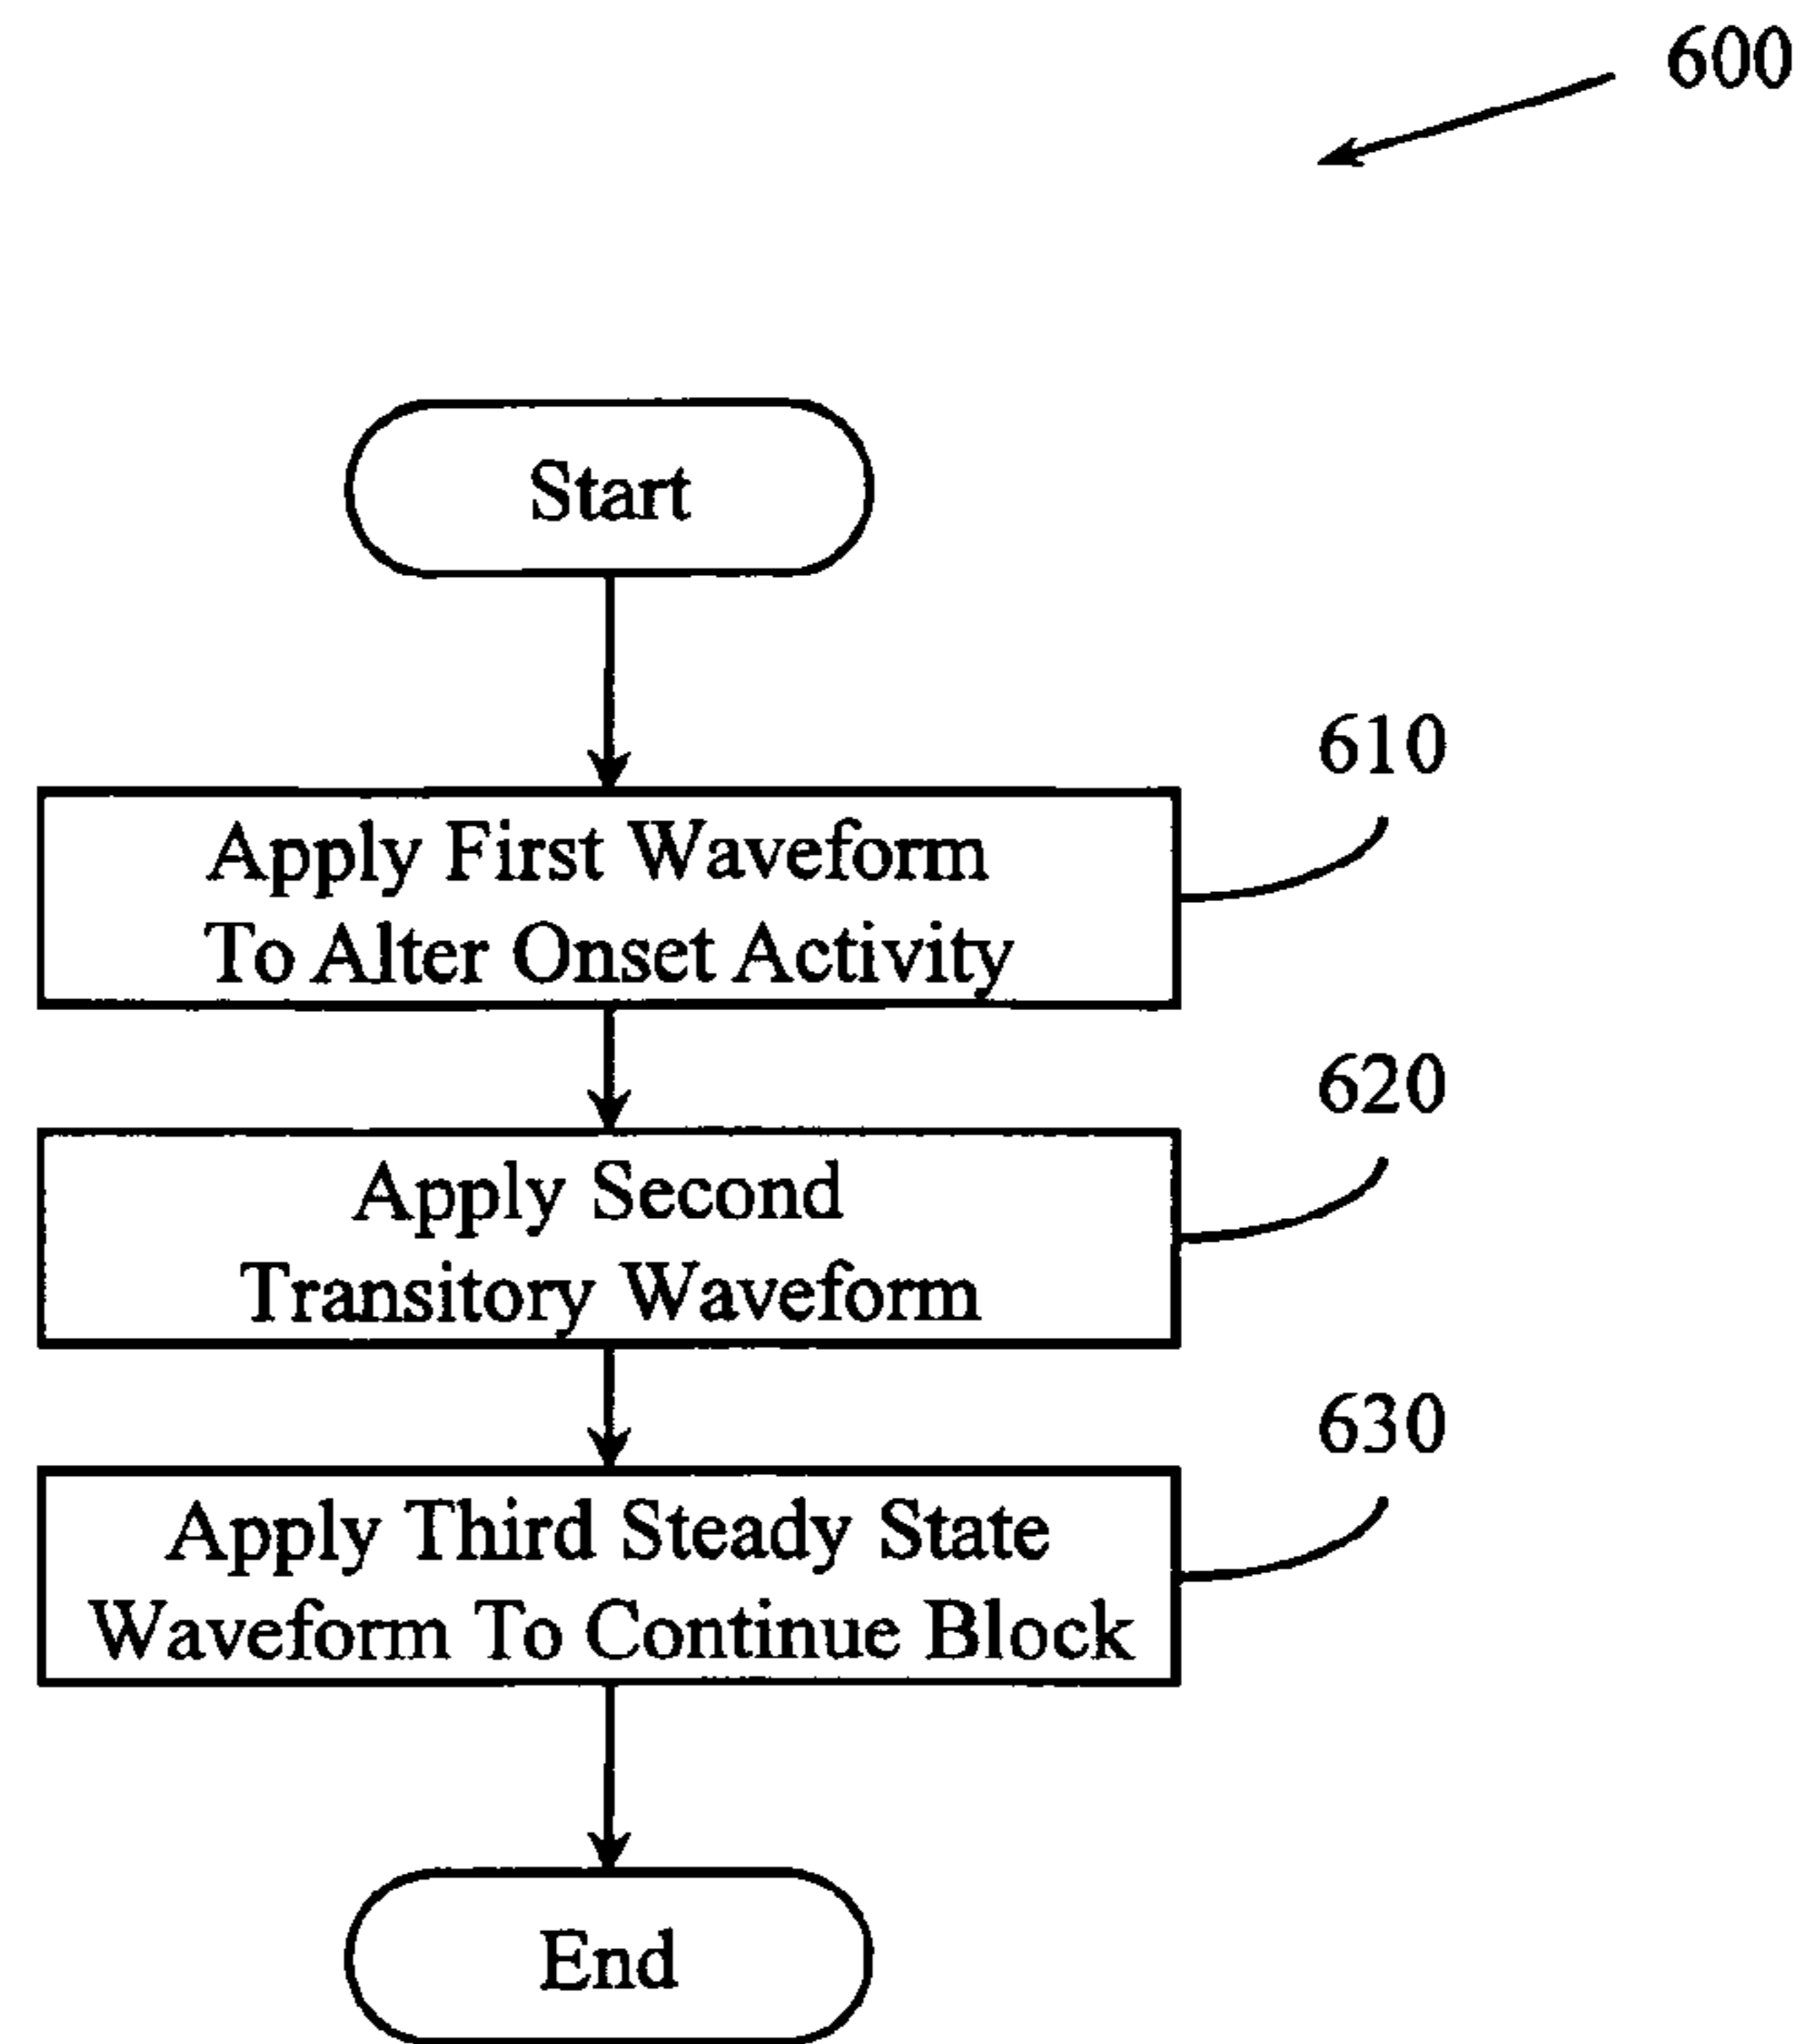 600
Start
610
Apply First Waveform
To Alter Onset Activity
620
Apply Second
Transitory Waveform
630
Apply Third Steady State
Waveform To Continue Block
End